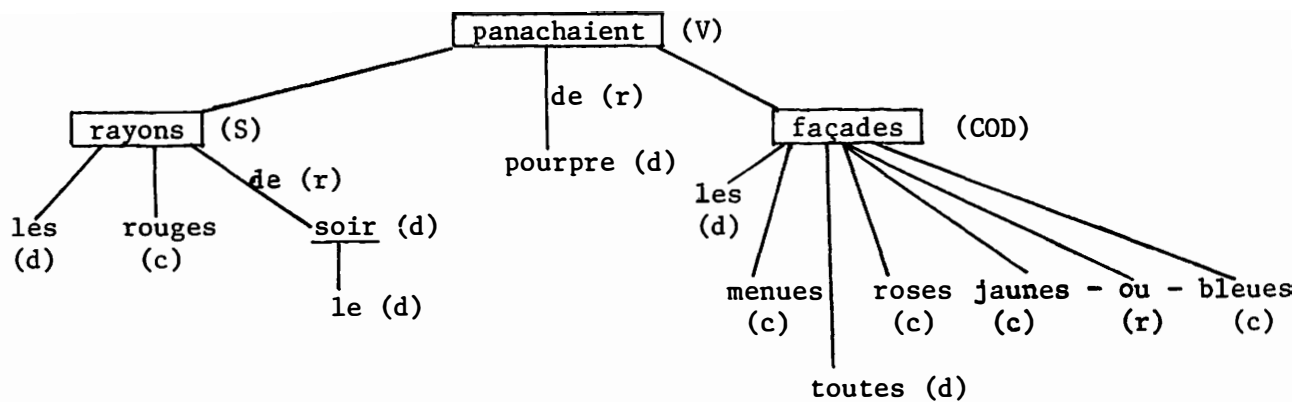 panachaient (V)
de (r)
rayons (S)
façades (COD)
pourpre (d)
de (r)
les
(d)
rouges
(c)
soir (d)
les
(d)
le (d)
menues
(c)
roses
(c)
jaunes - ou - bleues
(c) (r) (c)
toutes (d)